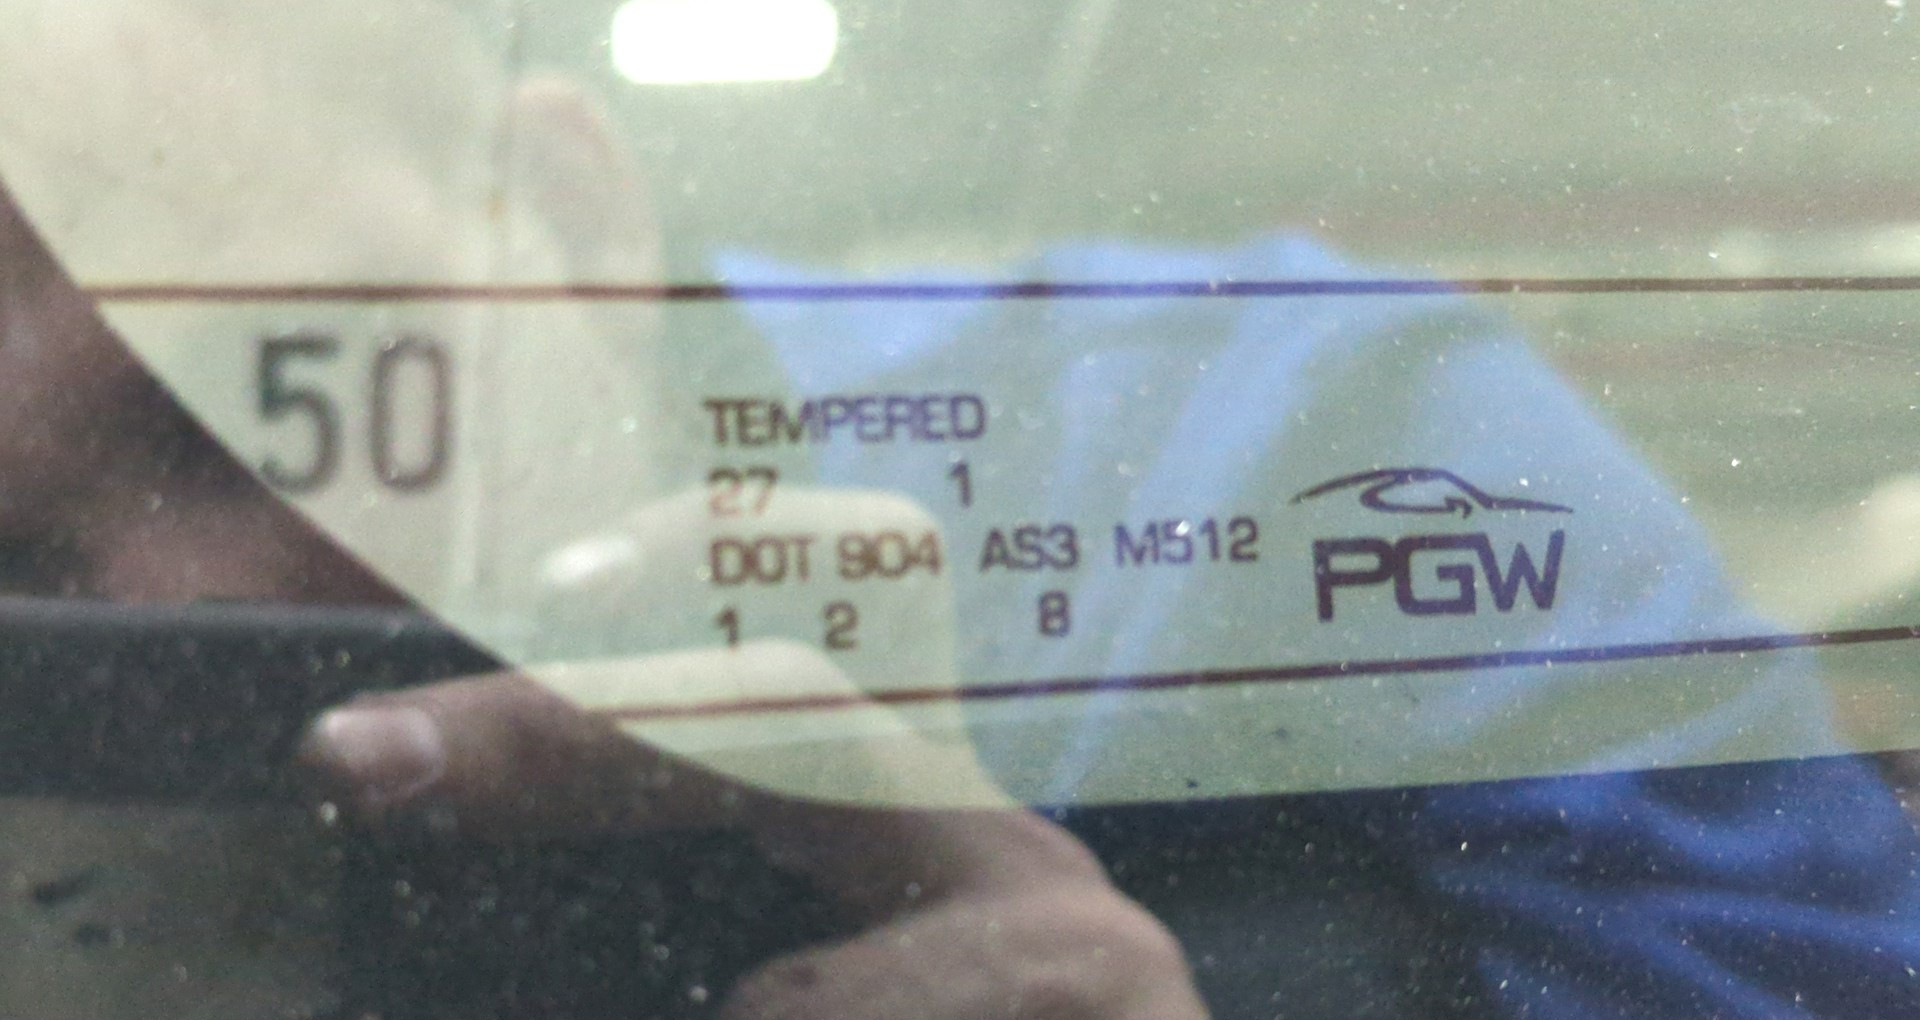 50
TEMPERED
27 1
DOT 904 AS3 M512
1 2 8
PGW